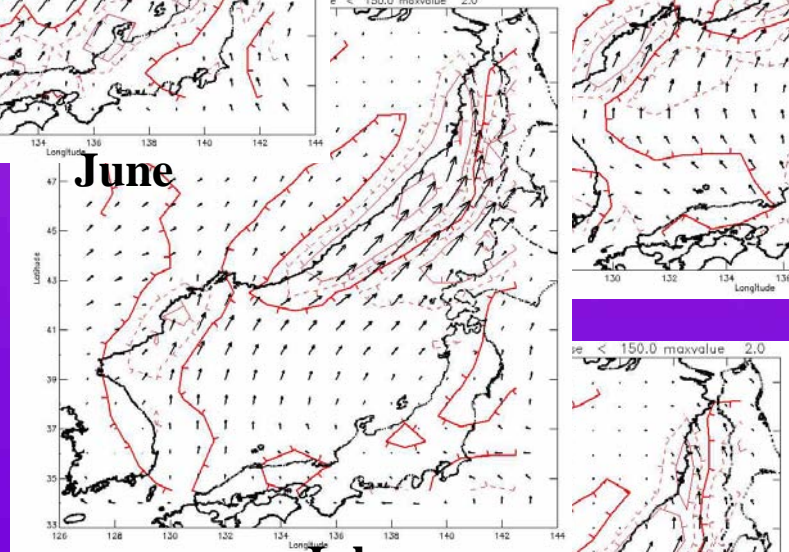 < 150.0 maxvalue 2.0
134 136 138 140 142 144
Longitude
June
47
45
43
41
39
37
35
33
Latitude
126 128 130 132 134 136 138 140 142 144
Longitude
130 132 134 136
Longitude
se < 150.0 maxvalue 2.0